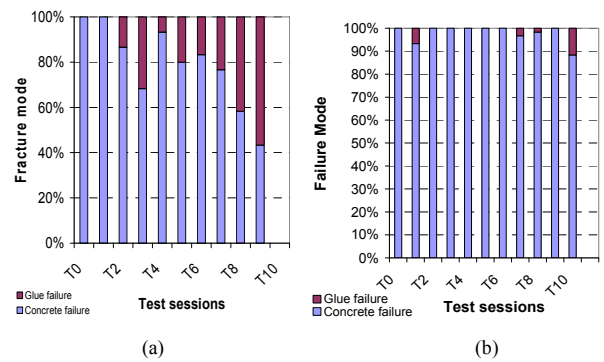 100%
80%
60%
40%
20%
0%
Fracture mode
T0
T2
T4
T6
T8
T10
Glue failure
Concrete failure
Test sessions
(a)
100%
90%
80%
70%
60%
50%
40%
30%
20%
10%
0%
Failure Mode
T0
T2
T4
T6
T8
T10
Glue failure
Concrete failure
Test sessions
(b)